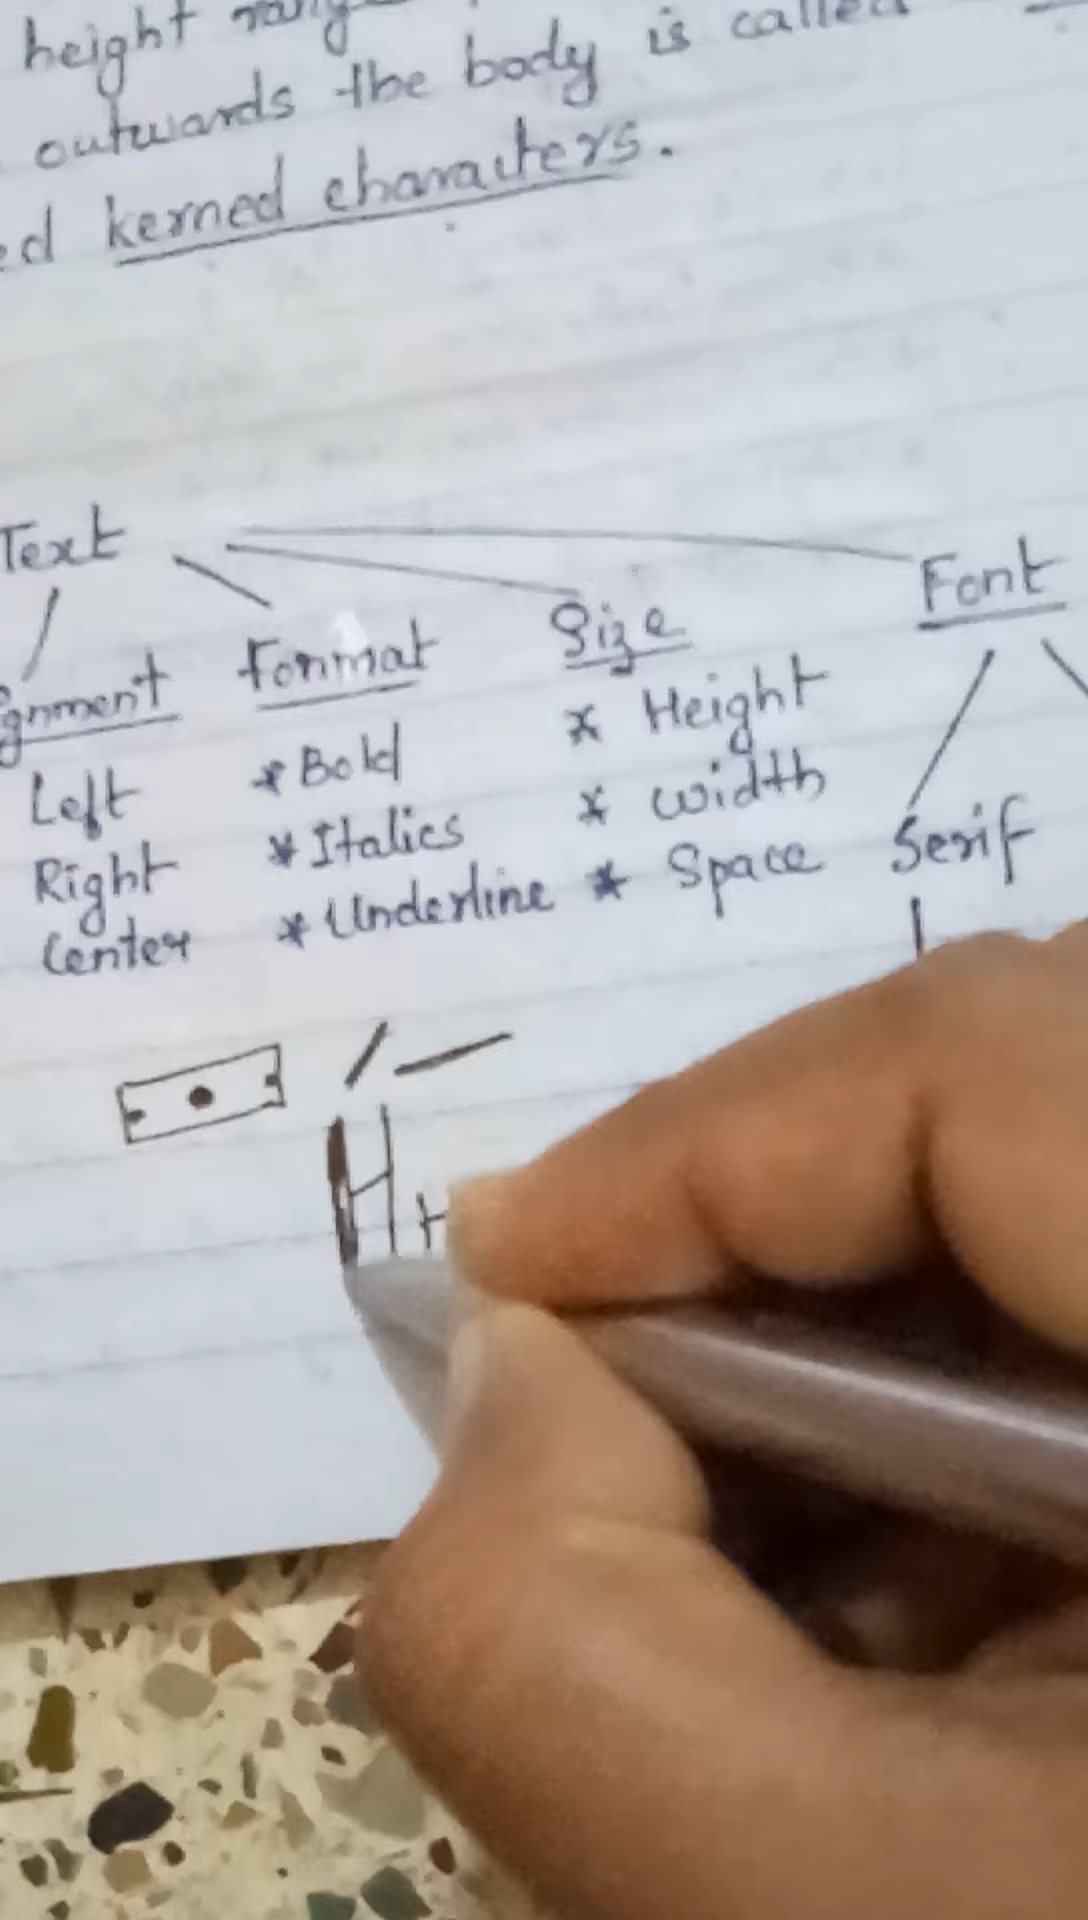 height
outwards the body is called
ed kerned characters.
Text
Font
gnment Format Size
Left *Bold * Height
Right *Italics * width
Center *Underline * Space Serif
H